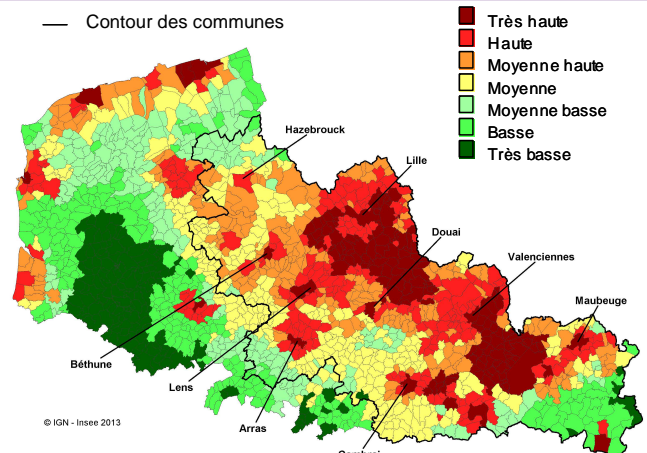 Contour des communes
Très haute
Haute
Moyenne haute
Moyenne
Moyenne basse
Basse
Très basse
Hazebrouck
Lille
Douai
Valenciennes
Maubeuge
Béthune
Lens
Arras
© IGN - Insee 2013